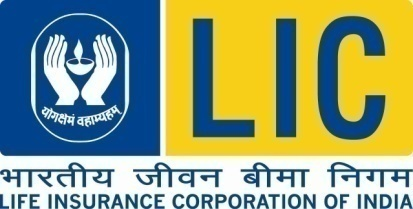 योगक्षेमं वहाम्यहम्
LIC
भारतीय जीवन बीमा निगम
LIFE INSURANCE CORPORATION OF INDIA